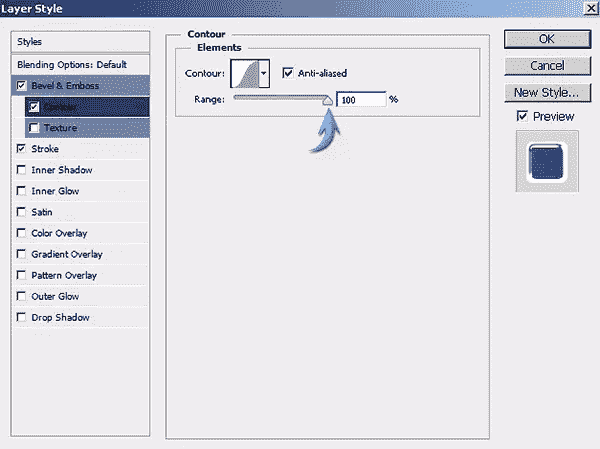 Layer Style
Styles
Blending Options: Default
Bevel & Emboss
Contour
Texture
Stroke
Inner Shadow
Inner Glow
Satin
Color Overlay
Gradient Overlay
Pattern Overlay
Outer Glow
Drop Shadow
Contour
Elements
Contour:
Anti-aliased
Range:
100
%
OK
Cancel
New Style...
Preview